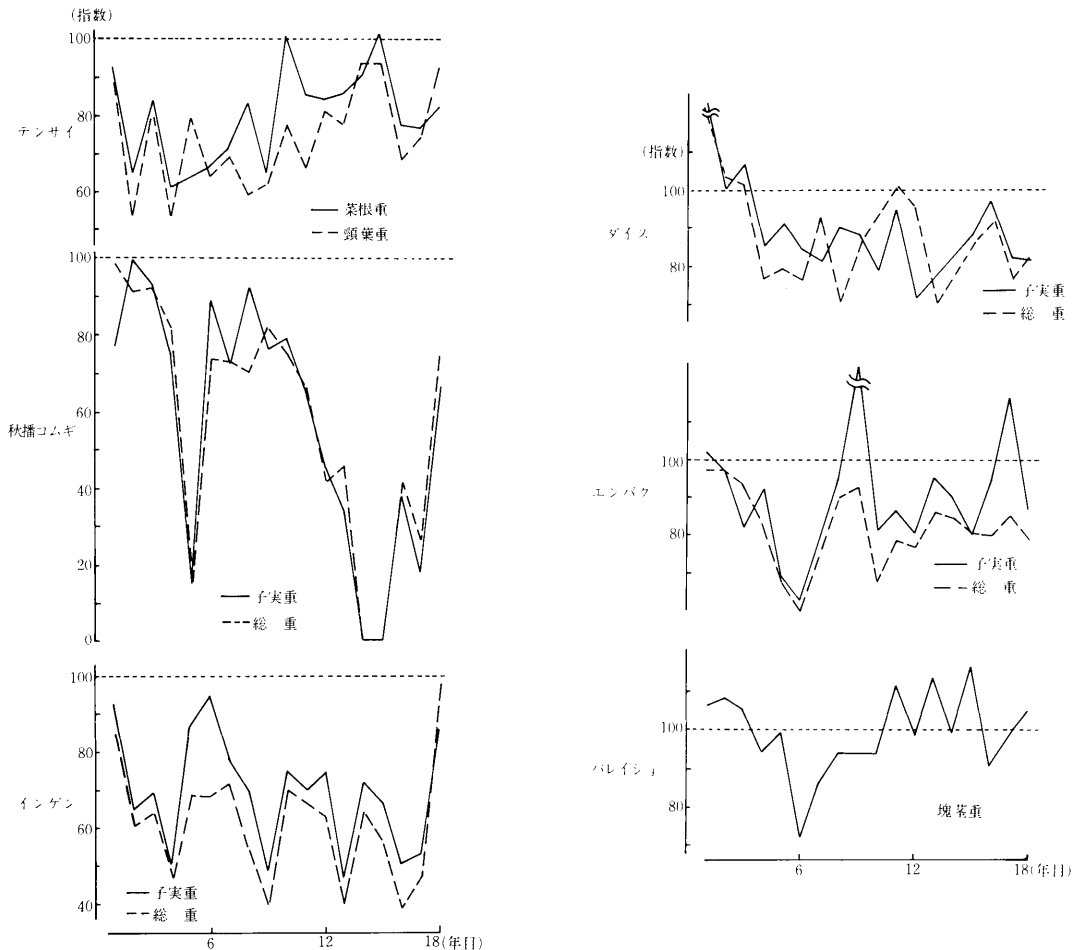 (指数)
100
80
60
テンサイ
菜根重
頸葉重
100
80
60
40
20
0
秋播コムギ
子実重
総 重
100
80
60
40
インゲン
子実重
総 重
6
12
18(年目)
(指数)
100
80
ダイズ
子実重
総 重
100
80
エンバク
子実重
総 重
100
80
バレイショ
塊茎重
6
12
18(年目)